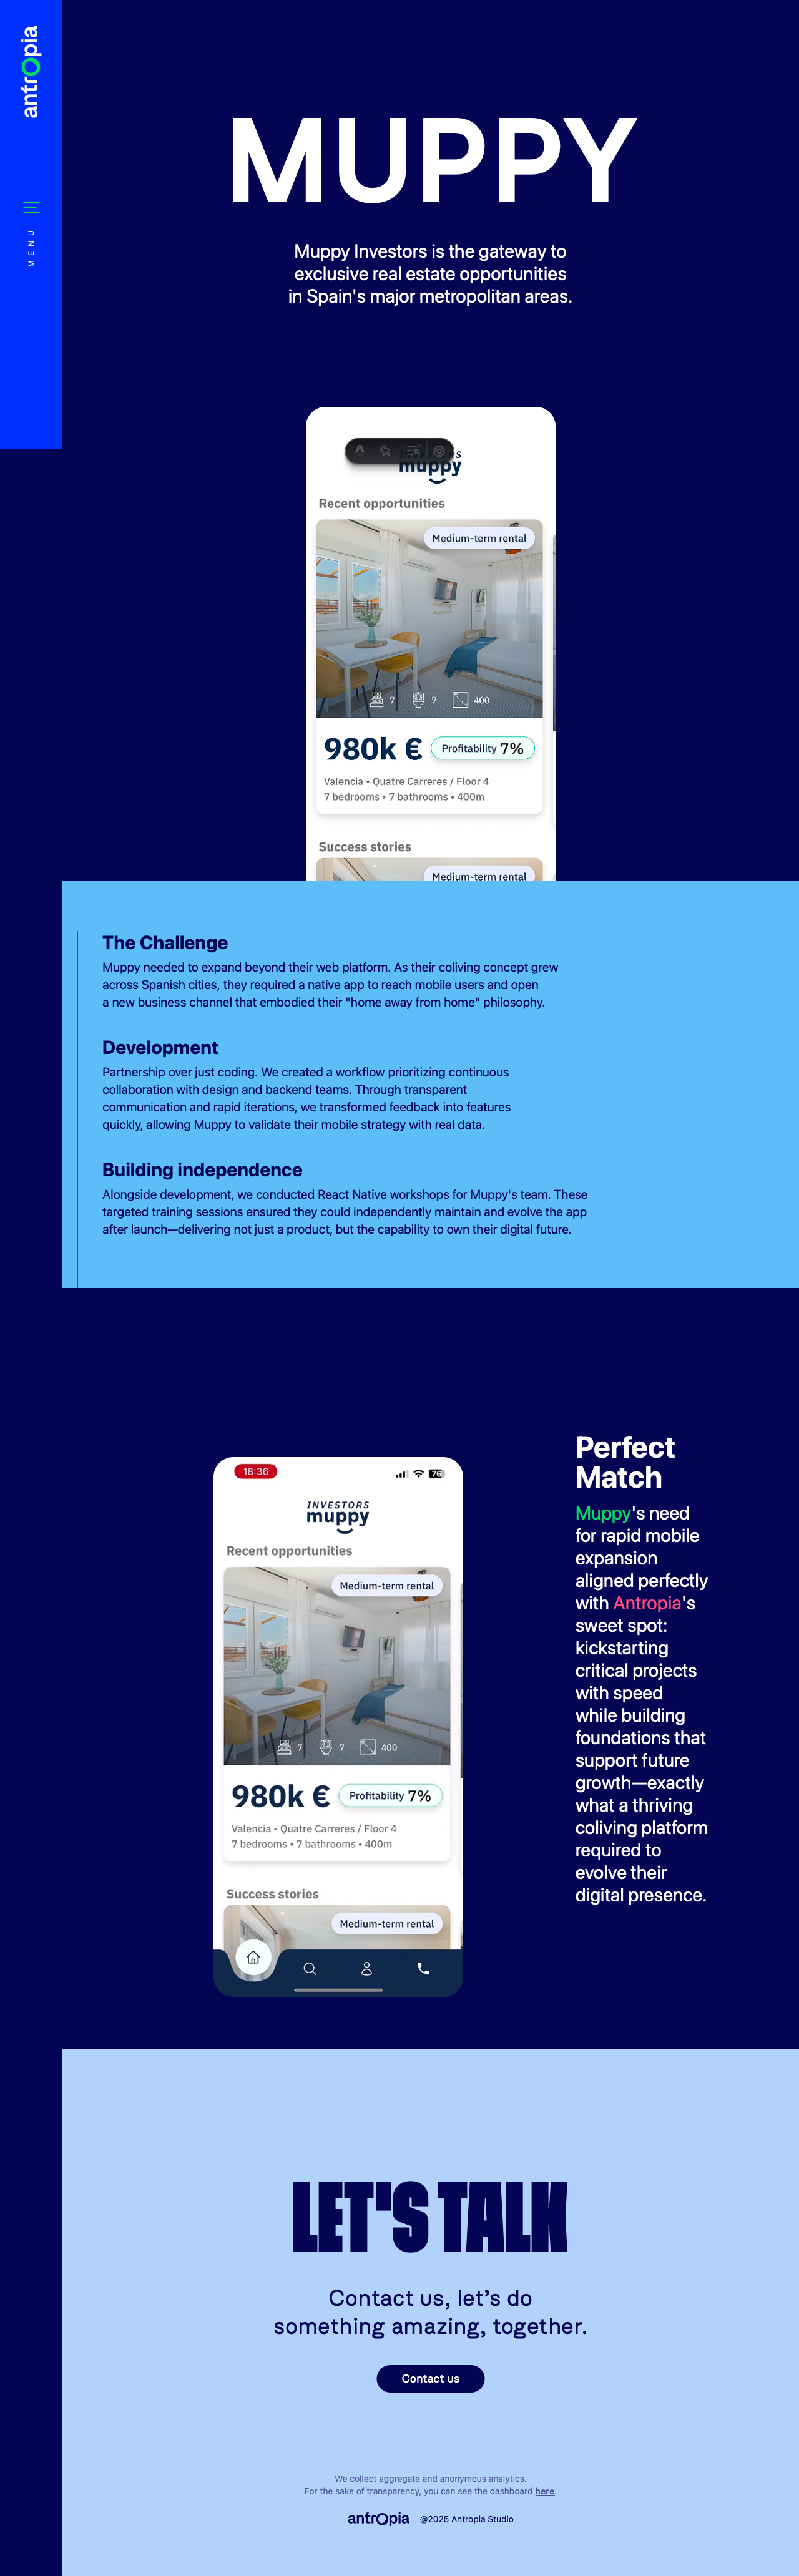 antropia
MENU
MUPPY
Muppy Investors is the gateway to
exclusive real estate opportunities
in Spain's major metropolitan areas.
muppy
Recent opportunities
Medium-term rental
7 7 400
980k € Profitability 7%
Valencia - Quatre Carreres / Floor 4
7 bedrooms • 7 bathrooms • 400m
Success stories
Medium-term rental
The Challenge
Muppy needed to expand beyond their web platform. As their coliving concept grew
across Spanish cities, they required a native app to reach mobile users and open
a new business channel that embodied their "home away from home" philosophy.
Development
Partnership over just coding. We created a workflow prioritizing continuous
collaboration with design and backend teams. Through transparent
communication and rapid iterations, we transformed feedback into features
quickly, allowing Muppy to validate their mobile strategy with real data.
Building independence
Alongside development, we conducted React Native workshops for Muppy's team. These
targeted training sessions ensured they could independently maintain and evolve the app
after launch—delivering not just a product, but the capability to own their digital future.
18:36 76
INVESTORS
muppy
Recent opportunities
Medium-term rental
7 7 400
980k € Profitability 7%
Valencia - Quatre Carreres / Floor 4
7 bedrooms • 7 bathrooms • 400m
Success stories
Medium-term rental
Perfect
Match
Muppy's need
for rapid mobile
expansion
aligned perfectly
with Antropia's
sweet spot:
kickstarting
critical projects
with speed
while building
foundations that
support future
growth—exactly
what a thriving
coliving platform
required to
evolve their
digital presence.
LET'S TALK
Contact us, let’s do
something amazing, together.
Contact us
We collect aggregate and anonymous analytics.
For the sake of transparency, you can see the dashboard here.
antropia @2025 Antropia Studio